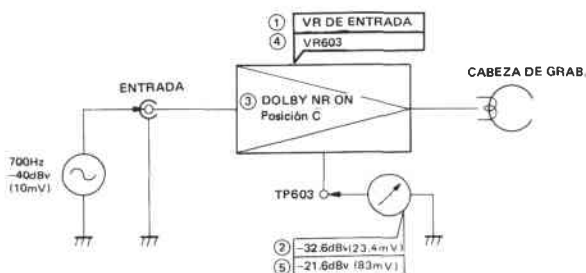 ① VR DE ENTRADA
④ VR603
ENTRADA
CABEZA DE GRAB.
③ DOLBY NR ON
Posición C
700Hz
−40dBv
(10mV)
TP603
② −32.6dBv(23.4mV)
⑤ −21.6dBv (83mV)